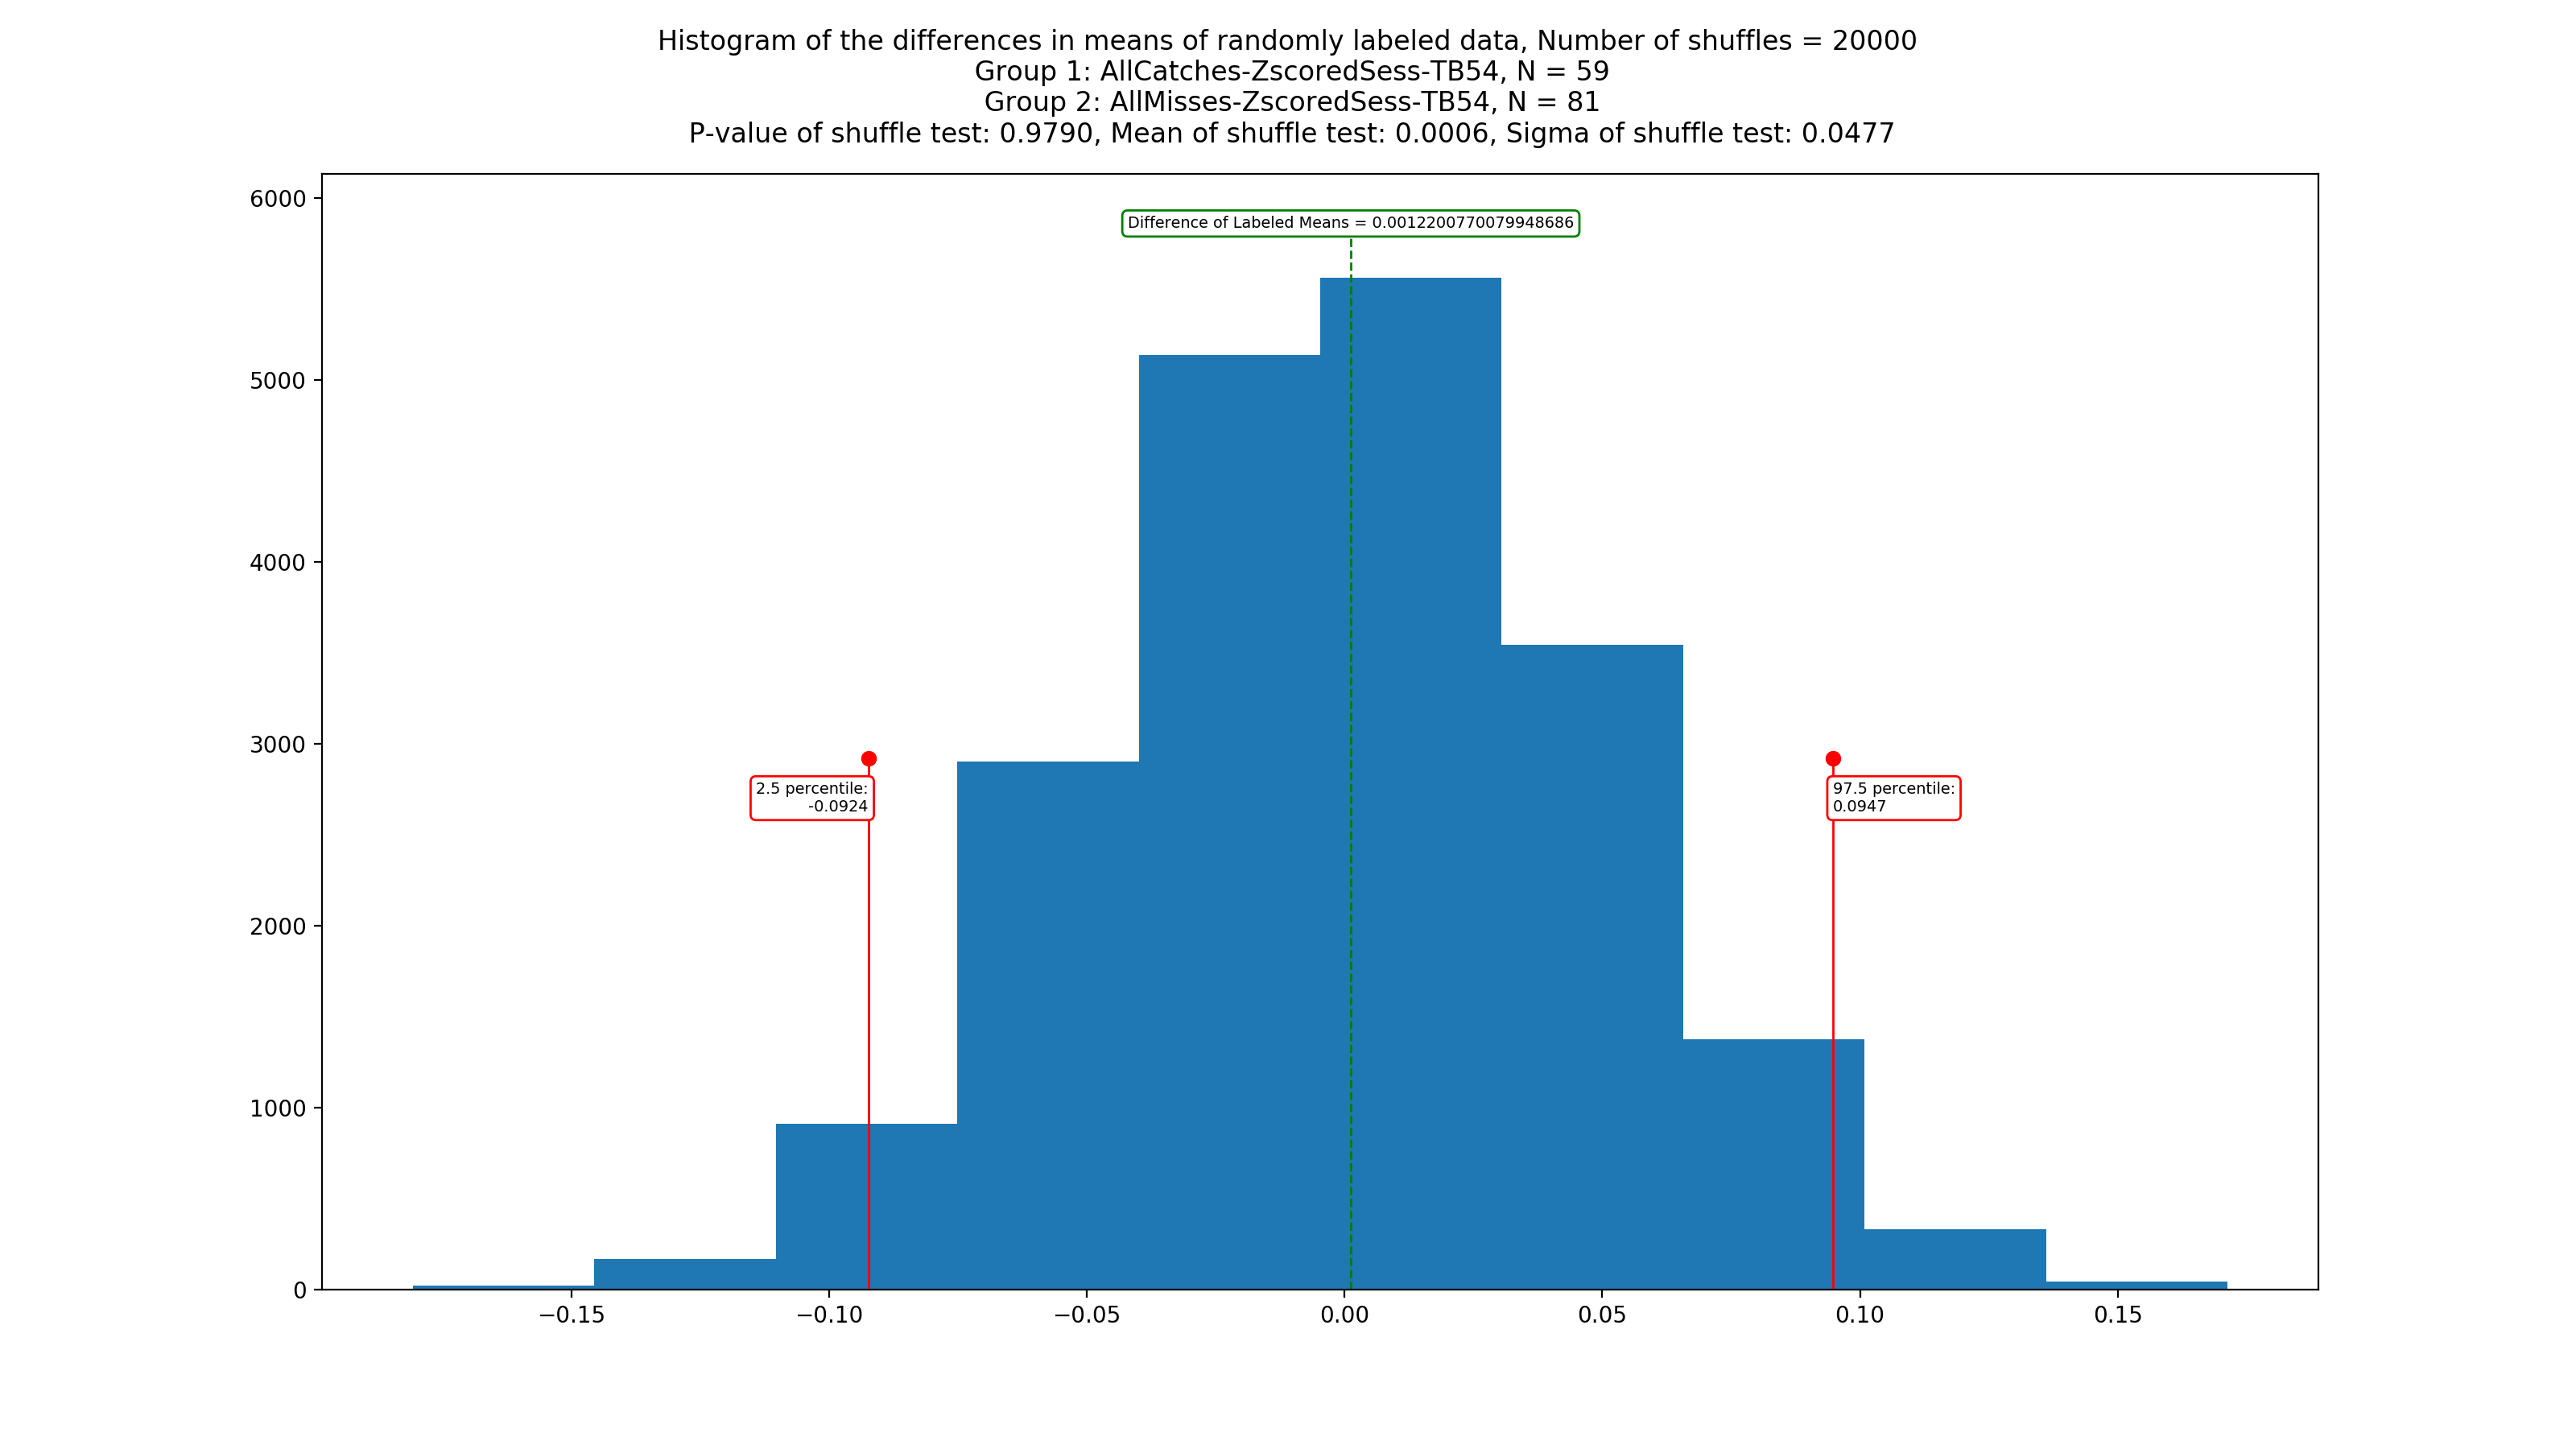 Histogram of the differences in means of randomly labeled data, Number of shuffles = 20000
Group 1: AllCatches-ZscoredSess-TB54, N = 59
Group 2: AllMisses-ZscoredSess-TB54, N = 81
P-value of shuffle test: 0.9790, Mean of shuffle test: 0.0006, Sigma of shuffle test: 0.0477
6000
Difference of Labeled Means = 0.0012200770079948686
5000
4000
3000
2.5 percentile:
-0.0924
97.5 percentile:
0.0947
2000
1000
0
−0.15
−0.10
−0.05
0.00
0.05
0.10
0.15